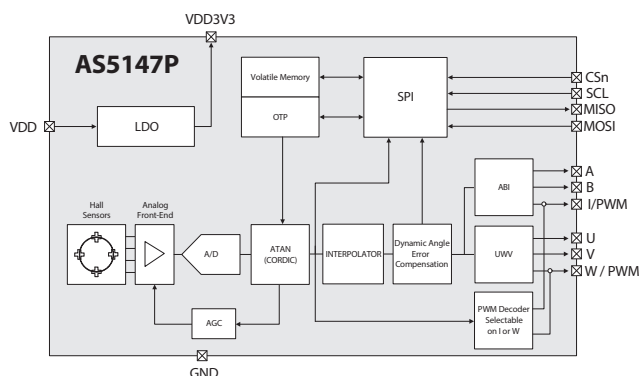 VDD3V3
AS5147P
Volatile Memory
OTP
SPI
CSn
SCL
MISO
MOSI
VDD
LDO
Hall
Sensors
Analog
Front-End
A/D
ATAN
(CORDIC)
INTERPOLATOR
Dynamic Angle
Error
Compensation
ABI
A
B
I/PWM
UWV
U
V
W / PWM
AGC
PWM Decoder
Selectable
on I or W
GND